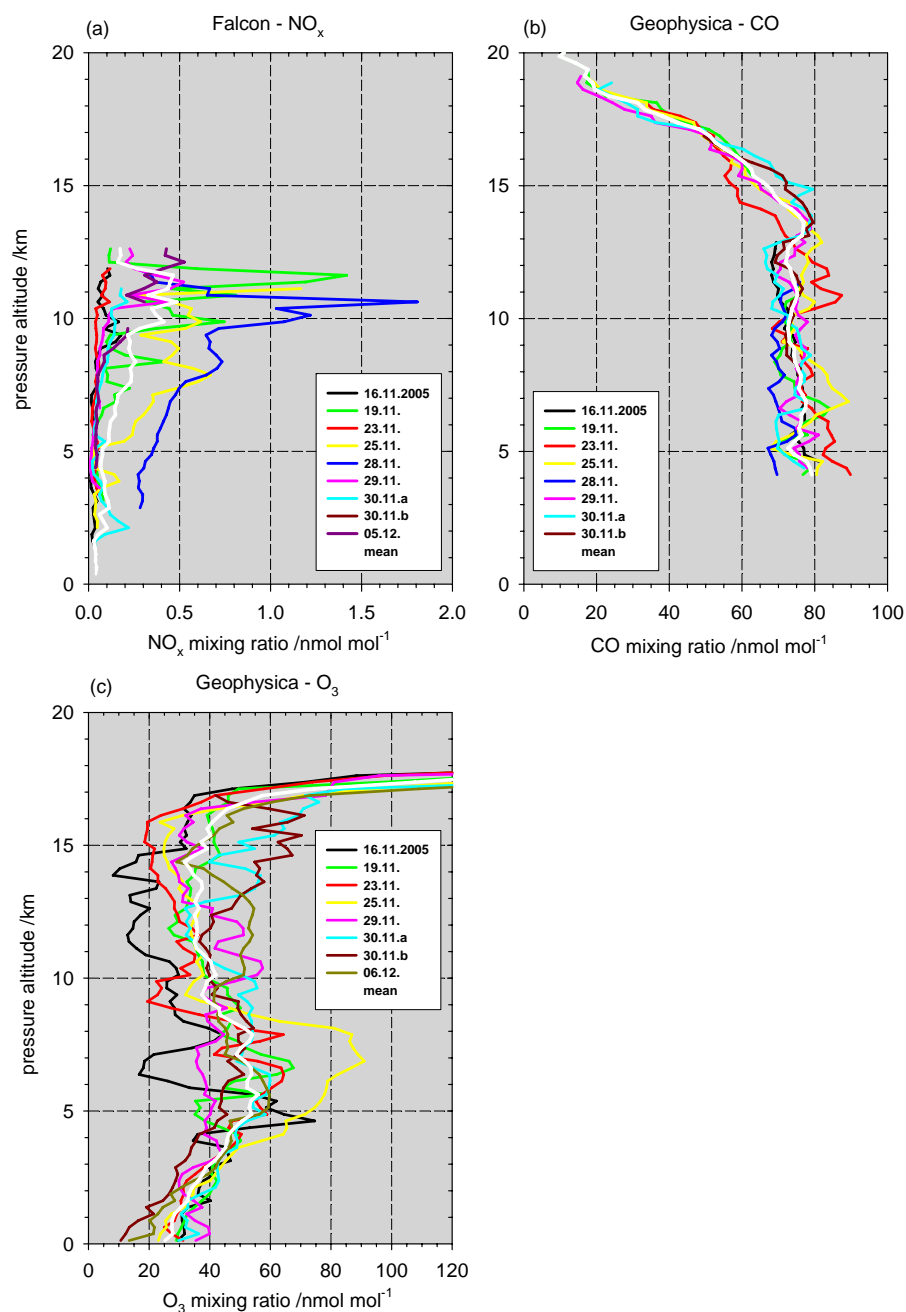 (a) Falcon - NOx
20
15
10
5
0
pressure altitude /km
0.0 0.5 1.0 1.5 2.0
NOx mixing ratio /nmol mol-1
16.11.2005
19.11.
23.11.
25.11.
28.11.
29.11.
30.11.a
30.11.b
05.12.
mean
(b) Geophysica - CO
20
15
10
5
0
0 20 40 60 80 100
CO mixing ratio /nmol mol-1
16.11.2005
19.11.
23.11.
25.11.
28.11.
29.11.
30.11.a
30.11.b
mean
(c) Geophysica - O3
20
15
10
5
0
pressure altitude /km
0 20 40 60 80 100 120
O3 mixing ratio /nmol mol-1
16.11.2005
19.11.
23.11.
25.11.
29.11.
30.11.a
30.11.b
06.12.
mean